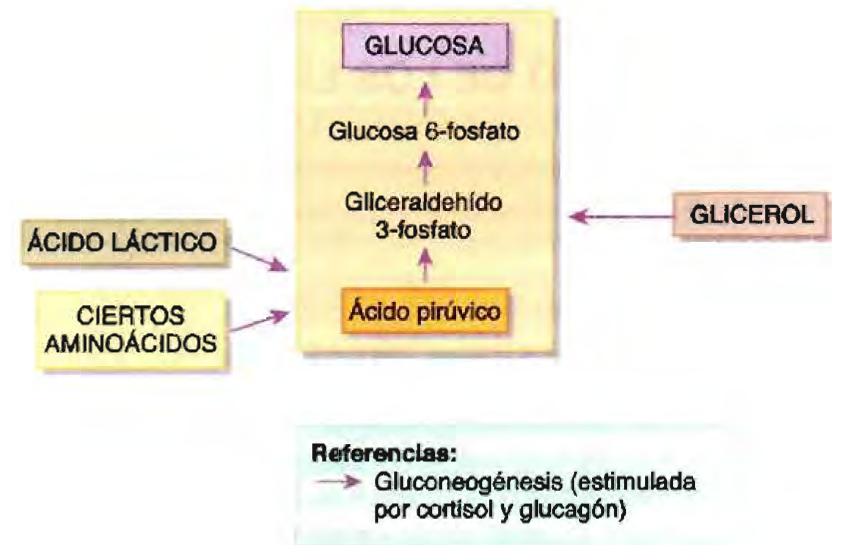 GLUCOSA
Glucosa 6-fosfato
Gliceraldehído
3-fosfato
GLICEROL
ÁCIDO LÁCTICO
CIERTOS
AMINOÁCIDOS
Ácido pirúvico
Referencias:
Gluconeogénesis (estimulada
por cortisol y glucagón)